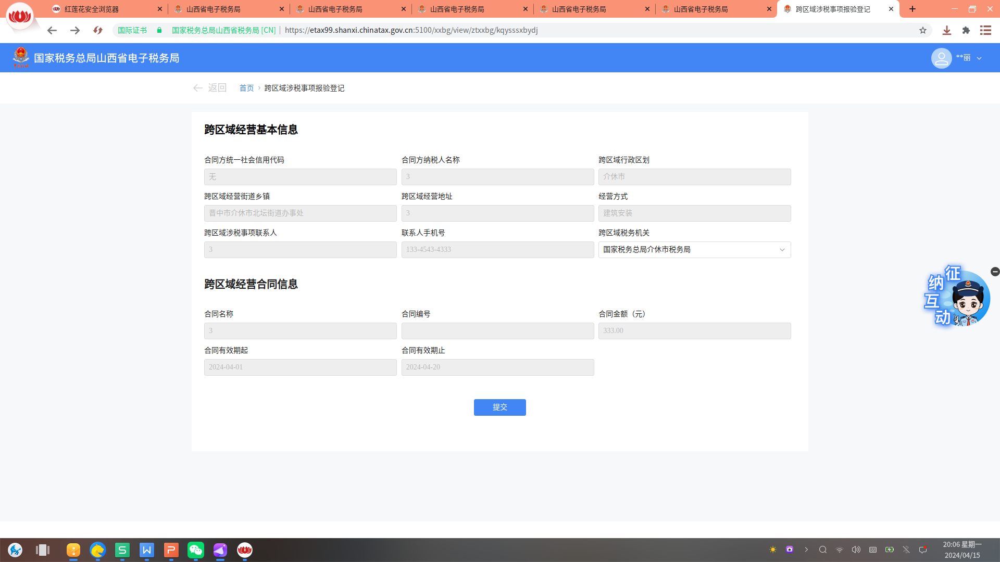 红莲花安全浏览器
山西省电子税务局
山西省电子税务局
山西省电子税务局
山西省电子税务局
山西省电子税务局
跨区域涉税事项报验登记
国际证书 国家税务总局山西省税务局 [CN] https://etax99.shanxi.chinatax.gov.cn:5100/xxbg/view/ztxxbg/kqysssxbydj
国家税务总局山西省电子税务局
**丽
返回 首页 › 跨区域涉税事项报验登记
跨区域经营基本信息
合同方统一社会信用代码 合同方纳税人名称 跨区域行政区划
无 3 介休市
跨区域经营街道乡镇 跨区域经营地址 经营方式
晋中市介休市北坛街道办事处 3 建筑安装
跨区域涉税事项联系人 联系人手机号 跨区域税务机关
3 133-4543-4333 国家税务总局介休市税务局
征纳互动
跨区域经营合同信息
合同名称 合同编号 合同金额（元）
3 333.00
合同有效期起 合同有效期止
2024-04-01 2024-04-20
提交
20:06 星期一
2024/04/15